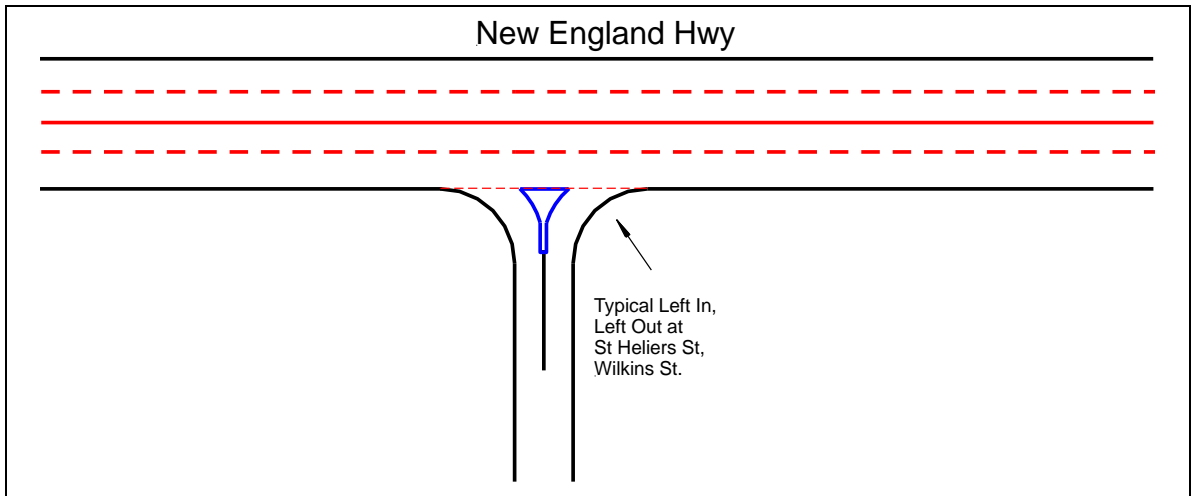 New England Hwy
Typical Left In,
Left Out at
St Heliers St,
Wilkins St.